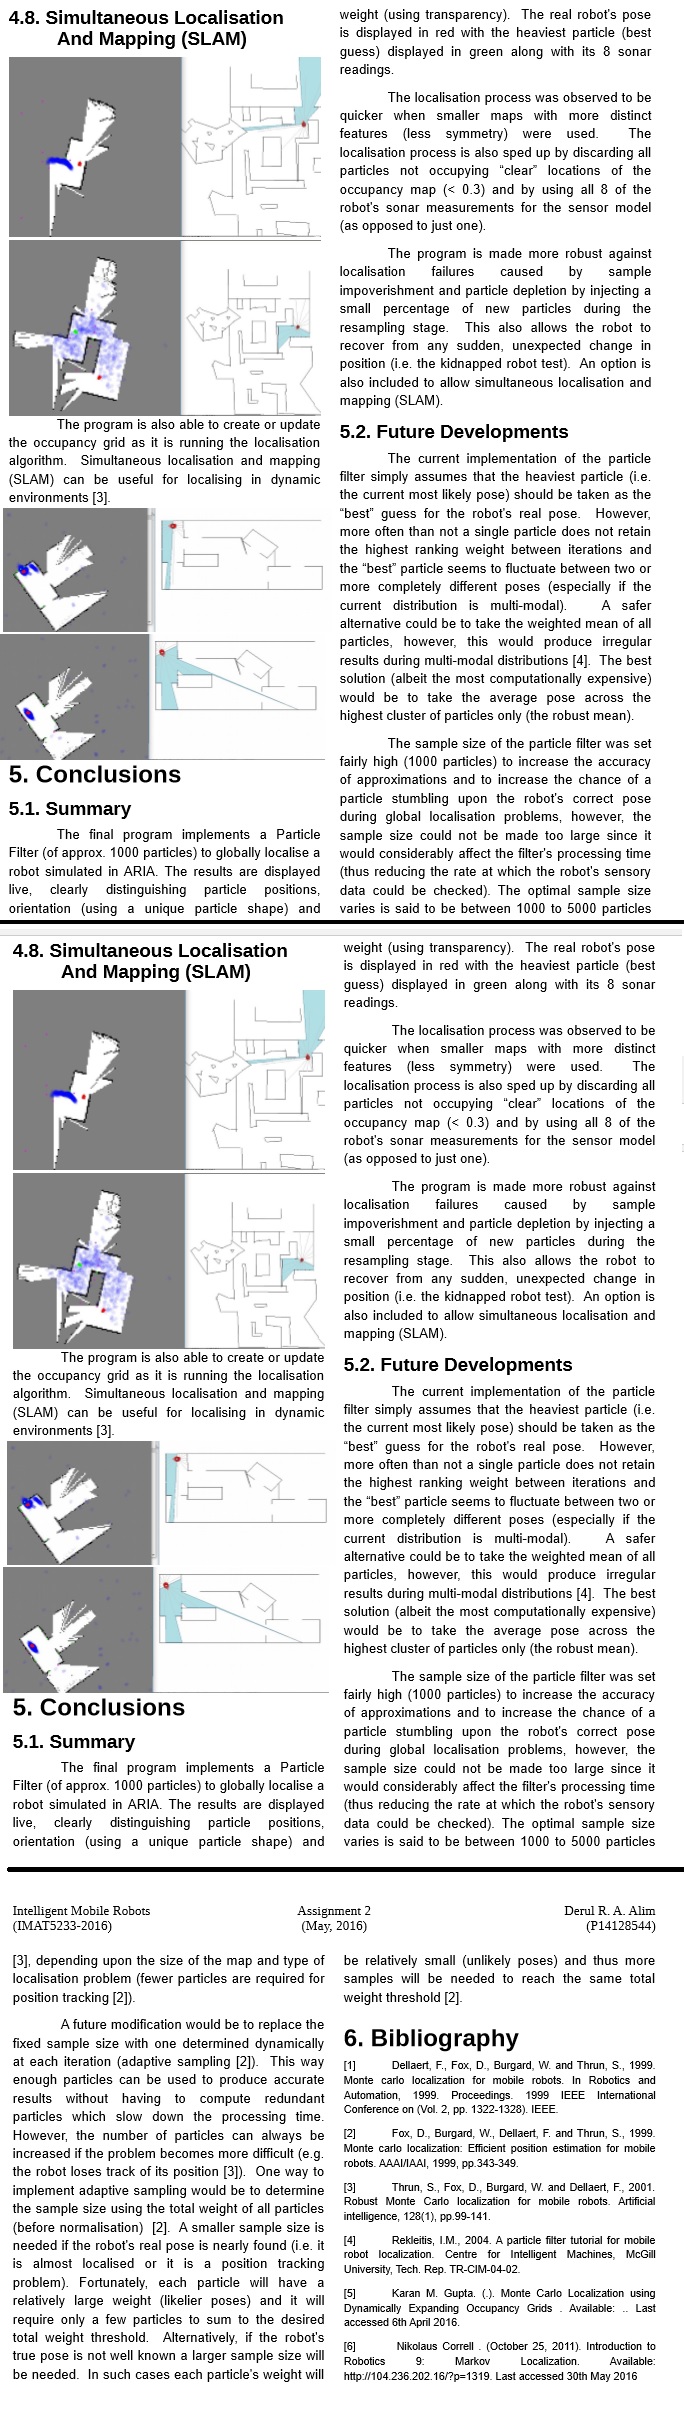 4.8. Simultaneous Localisation
And Mapping (SLAM)
The program is also able to create or update
the occupancy grid as it is running the localisation
algorithm. Simultaneous localisation and mapping
(SLAM) can be useful for localising in dynamic
environments [3].
5. Conclusions
5.1. Summary
The final program implements a Particle
Filter (of approx. 1000 particles) to globally localise a
robot simulated in ARIA. The results are displayed
live, clearly distinguishing particle positions,
orientation (using a unique particle shape) and
weight (using transparency). The real robot's pose
is displayed in red with the heaviest particle (best
guess) displayed in green along with its 8 sonar
readings.
The localisation process was observed to be
quicker when smaller maps with more distinct
features (less symmetry) were used. The
localisation process is also sped up by discarding all
particles not occupying “clear” locations of the
occupancy map (< 0.3) and by using all 8 of the
robot's sonar measurements for the sensor model
(as opposed to just one).
The program is made more robust against
localisation failures caused by sample
impoverishment and particle depletion by injecting a
small percentage of new particles during the
resampling stage. This also allows the robot to
recover from any sudden, unexpected change in
position (i.e. the kidnapped robot test). An option is
also included to allow simultaneous localisation and
mapping (SLAM).
5.2. Future Developments
The current implementation of the particle
filter simply assumes that the heaviest particle (i.e.
the current most likely pose) should be taken as the
“best” guess for the robot's real pose. However,
more often than not a single particle does not retain
the highest ranking weight between iterations and
the “best” particle seems to fluctuate between two or
more completely different poses (especially if the
current distribution is multi-modal). A safer
alternative could be to take the weighted mean of all
particles, however, this would produce irregular
results during multi-modal distributions [4]. The best
solution (albeit the most computationally expensive)
would be to take the average pose across the
highest cluster of particles only (the robust mean).
The sample size of the particle filter was set
fairly high (1000 particles) to increase the accuracy
of approximations and to increase the chance of a
particle stumbling upon the robot's correct pose
during global localisation problems, however, the
sample size could not be made too large since it
would considerably affect the filter's processing time
(thus reducing the rate at which the robot's sensory
data could be checked). The optimal sample size
varies is said to be between 1000 to 5000 particles
4.8. Simultaneous Localisation
And Mapping (SLAM)
The program is also able to create or update
the occupancy grid as it is running the localisation
algorithm. Simultaneous localisation and mapping
(SLAM) can be useful for localising in dynamic
environments [3].
5. Conclusions
5.1. Summary
The final program implements a Particle
Filter (of approx. 1000 particles) to globally localise a
robot simulated in ARIA. The results are displayed
live, clearly distinguishing particle positions,
orientation (using a unique particle shape) and
weight (using transparency). The real robot's pose
is displayed in red with the heaviest particle (best
guess) displayed in green along with its 8 sonar
readings.
The localisation process was observed to be
quicker when smaller maps with more distinct
features (less symmetry) were used. The
localisation process is also sped up by discarding all
particles not occupying “clear” locations of the
occupancy map (< 0.3) and by using all 8 of the
robot's sonar measurements for the sensor model
(as opposed to just one).
The program is made more robust against
localisation failures caused by sample
impoverishment and particle depletion by injecting a
small percentage of new particles during the
resampling stage. This also allows the robot to
recover from any sudden, unexpected change in
position (i.e. the kidnapped robot test). An option is
also included to allow simultaneous localisation and
mapping (SLAM).
5.2. Future Developments
The current implementation of the particle
filter simply assumes that the heaviest particle (i.e.
the current most likely pose) should be taken as the
“best” guess for the robot's real pose. However,
more often than not a single particle does not retain
the highest ranking weight between iterations and
the “best” particle seems to fluctuate between two or
more completely different poses (especially if the
current distribution is multi-modal). A safer
alternative could be to take the weighted mean of all
particles, however, this would produce irregular
results during multi-modal distributions [4]. The best
solution (albeit the most computationally expensive)
would be to take the average pose across the
highest cluster of particles only (the robust mean).
The sample size of the particle filter was set
fairly high (1000 particles) to increase the accuracy
of approximations and to increase the chance of a
particle stumbling upon the robot's correct pose
during global localisation problems, however, the
sample size could not be made too large since it
would considerably affect the filter's processing time
(thus reducing the rate at which the robot's sensory
data could be checked). The optimal sample size
varies is said to be between 1000 to 5000 particles
Intelligent Mobile Robots Assignment 2 Derul R. A. Alim
(IMAT5233-2016) (May, 2016) (P14128544)
[3], depending upon the size of the map and type of
localisation problem (fewer particles are required for
position tracking [2]).
A future modification would be to replace the
fixed sample size with one determined dynamically
at each iteration (adaptive sampling [2]). This way
enough particles can be used to produce accurate
results without having to compute redundant
particles which slow down the processing time.
However, the number of particles can always be
increased if the problem becomes more difficult (e.g.
the robot loses track of its position [3]). One way to
implement adaptive sampling would be to determine
the sample size using the total weight of all particles
(before normalisation) [2]. A smaller sample size is
needed if the robot's real pose is nearly found (i.e. it
is almost localised or it is a position tracking
problem). Fortunately, each particle will have a
relatively large weight (likelier poses) and it will
require only a few particles to sum to the desired
total weight threshold. Alternatively, if the robot's
true pose is not well known a larger sample size will
be needed. In such cases each particle's weight will
be relatively small (unlikely poses) and thus more
samples will be needed to reach the same total
weight threshold [2].
6. Bibliography
[1] Dellaert, F., Fox, D., Burgard, W. and Thrun, S., 1999.
Monte carlo localization for mobile robots. In Robotics and
Automation, 1999. Proceedings. 1999 IEEE International
Conference on (Vol. 2, pp. 1322-1328). IEEE.
[2] Fox, D., Burgard, W., Dellaert, F. and Thrun, S., 1999.
Monte carlo localization: Efficient position estimation for mobile
robots. AAAI/IAAI, 1999, pp.343-349.
[3] Thrun, S., Fox, D., Burgard, W. and Dellaert, F., 2001.
Robust Monte Carlo localization for mobile robots. Artificial
intelligence, 128(1), pp.99-141.
[4] Rekleitis, I.M., 2004. A particle filter tutorial for mobile
robot localization. Centre for Intelligent Machines, McGill
University, Tech. Rep. TR-CIM-04-02.
[5] Karan M. Gupta. (.). Monte Carlo Localization using
Dynamically Expanding Occupancy Grids . Available: .. Last
accessed 6th April 2016.
[6] Nikolaus Correll . (October 25, 2011). Introduction to
Robotics 9: Markov Localization. Available:
http://104.236.202.16/?p=1319. Last accessed 30th May 2016